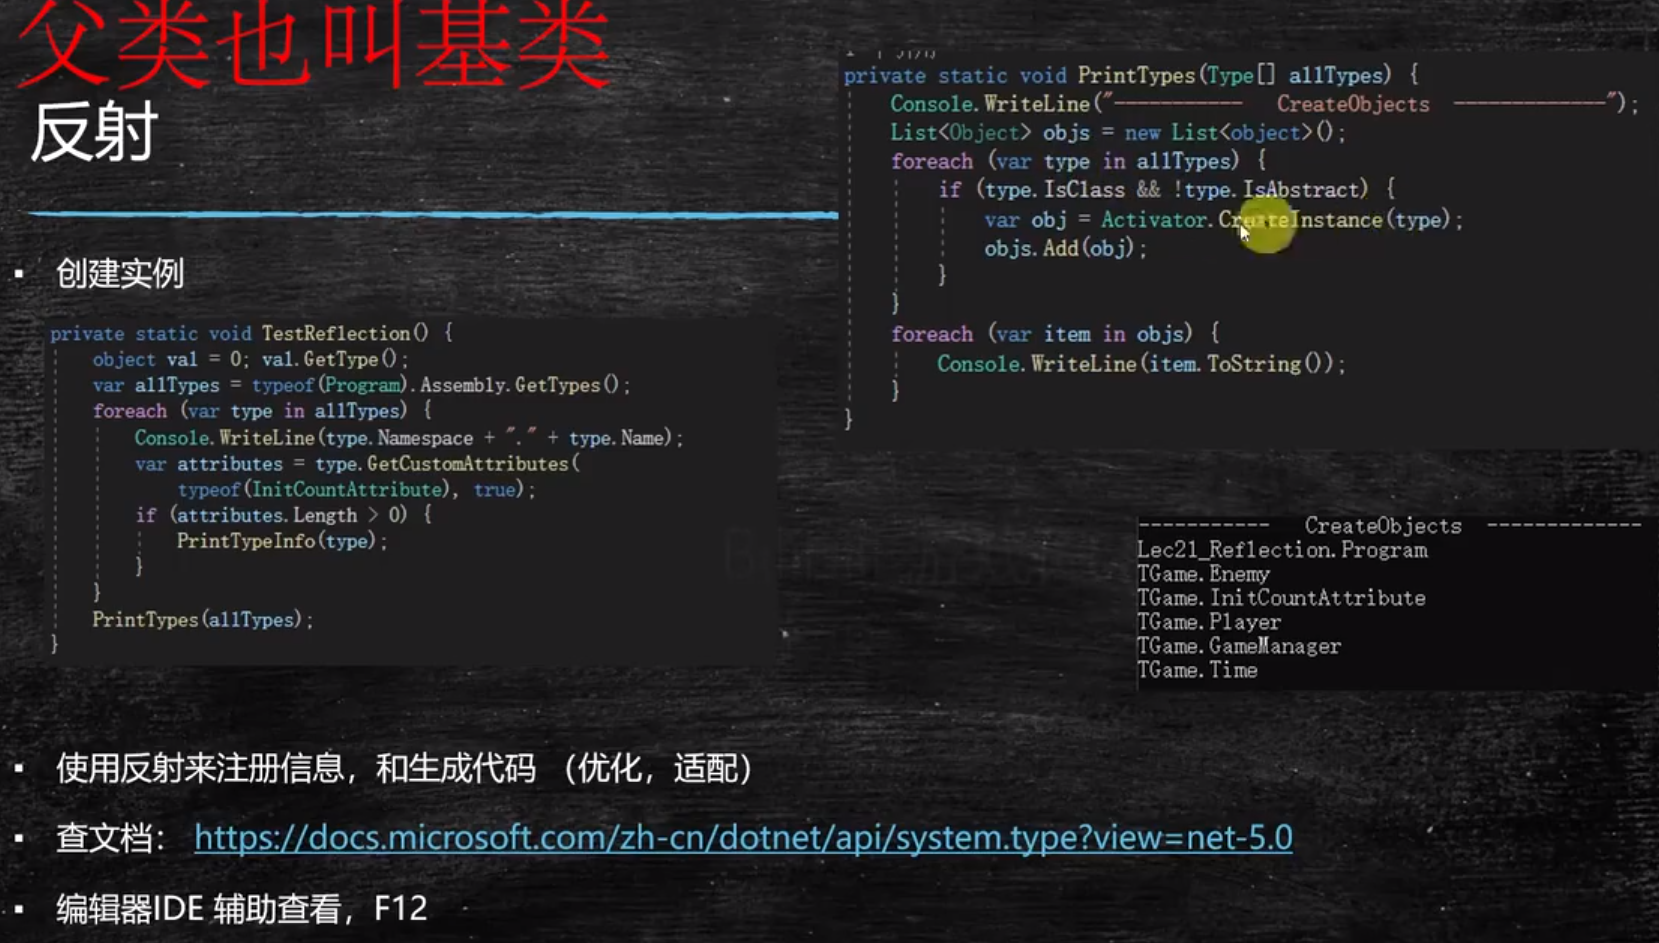 父类也叫基类
反射
▪ 创建实例
private static void TestReflection() {
object val = 0; val.GetType();
var allTypes = typeof(Program).Assembly.GetTypes();
foreach (var type in allTypes) {
Console.WriteLine(type.Namespace + "." + type.Name);
var attributes = type.GetCustomAttributes(
typeof(InitCountAttribute), true);
if (attributes.Length > 0) {
PrintTypeInfo(type);
}
}
PrintTypes(allTypes);
}
private static void PrintTypes(Type[] allTypes) {
Console.WriteLine("----------- CreateObjects -------------");
List<Object> objs = new List<object>();
foreach (var type in allTypes) {
if (type.IsClass && !type.IsAbstract) {
var obj = Activator.CreateInstance(type);
objs.Add(obj);
}
}
foreach (var item in objs) {
Console.WriteLine(item.ToString());
}
}
----------- CreateObjects -------------
Lec21_Reflection.Program
TGame.Enemy
TGame.InitCountAttribute
TGame.Player
TGame.GameManager
TGame.Time
▪ 使用反射来注册信息，和生成代码 （优化，适配）
▪ 查文档： https://docs.microsoft.com/zh-cn/dotnet/api/system.type?view=net-5.0
▪ 编辑器IDE 辅助查看，F12